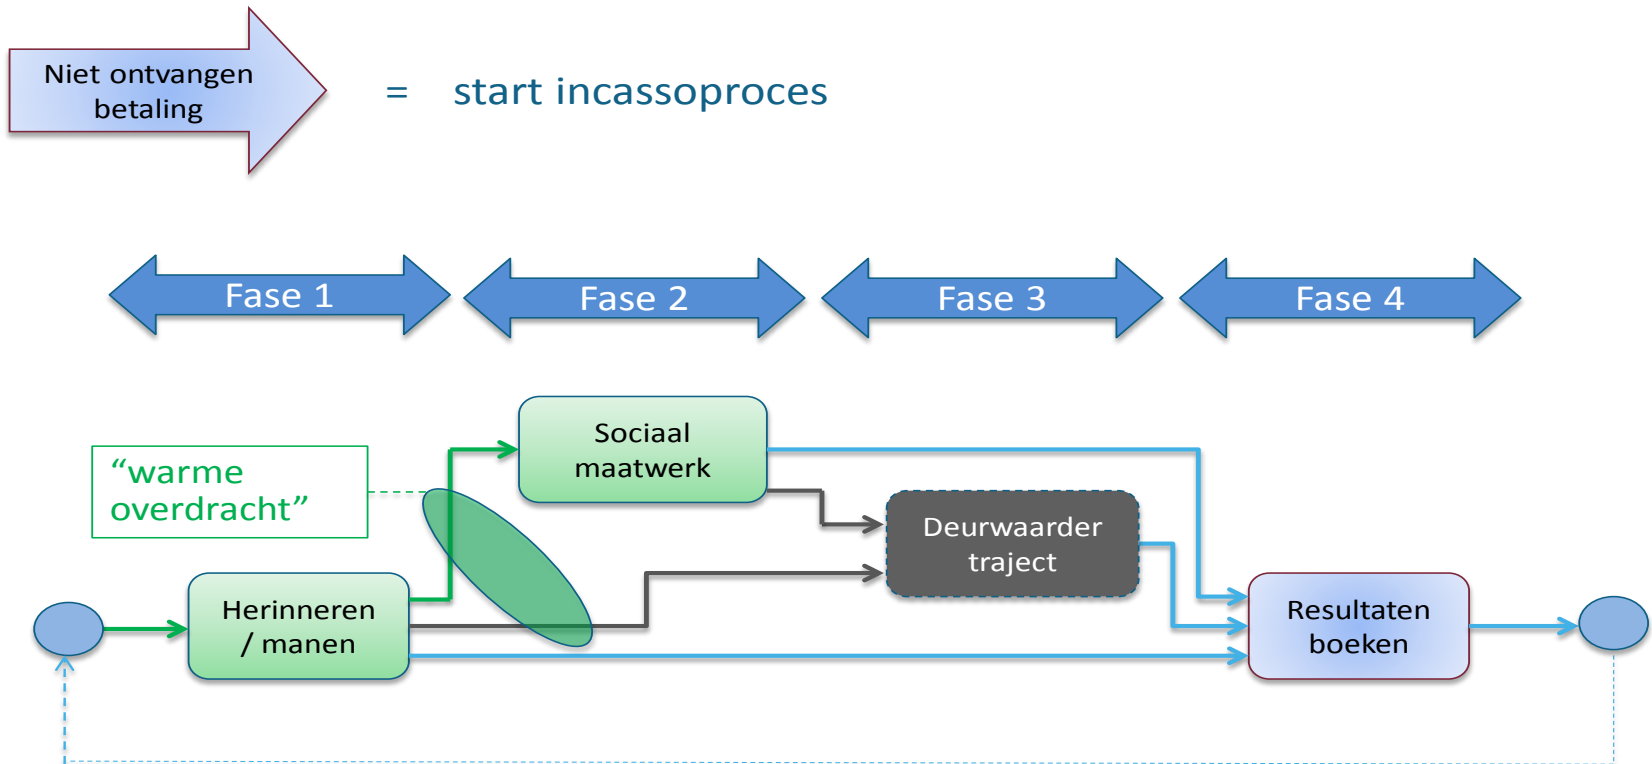 Niet ontvangen
betaling
= start incassoproces
Fase 1
Fase 2
Fase 3
Fase 4
Sociaal
maatwerk
“warme
overdracht”
Deurwaarder
traject
Herinneren
/ manen
Resultaten
boeken